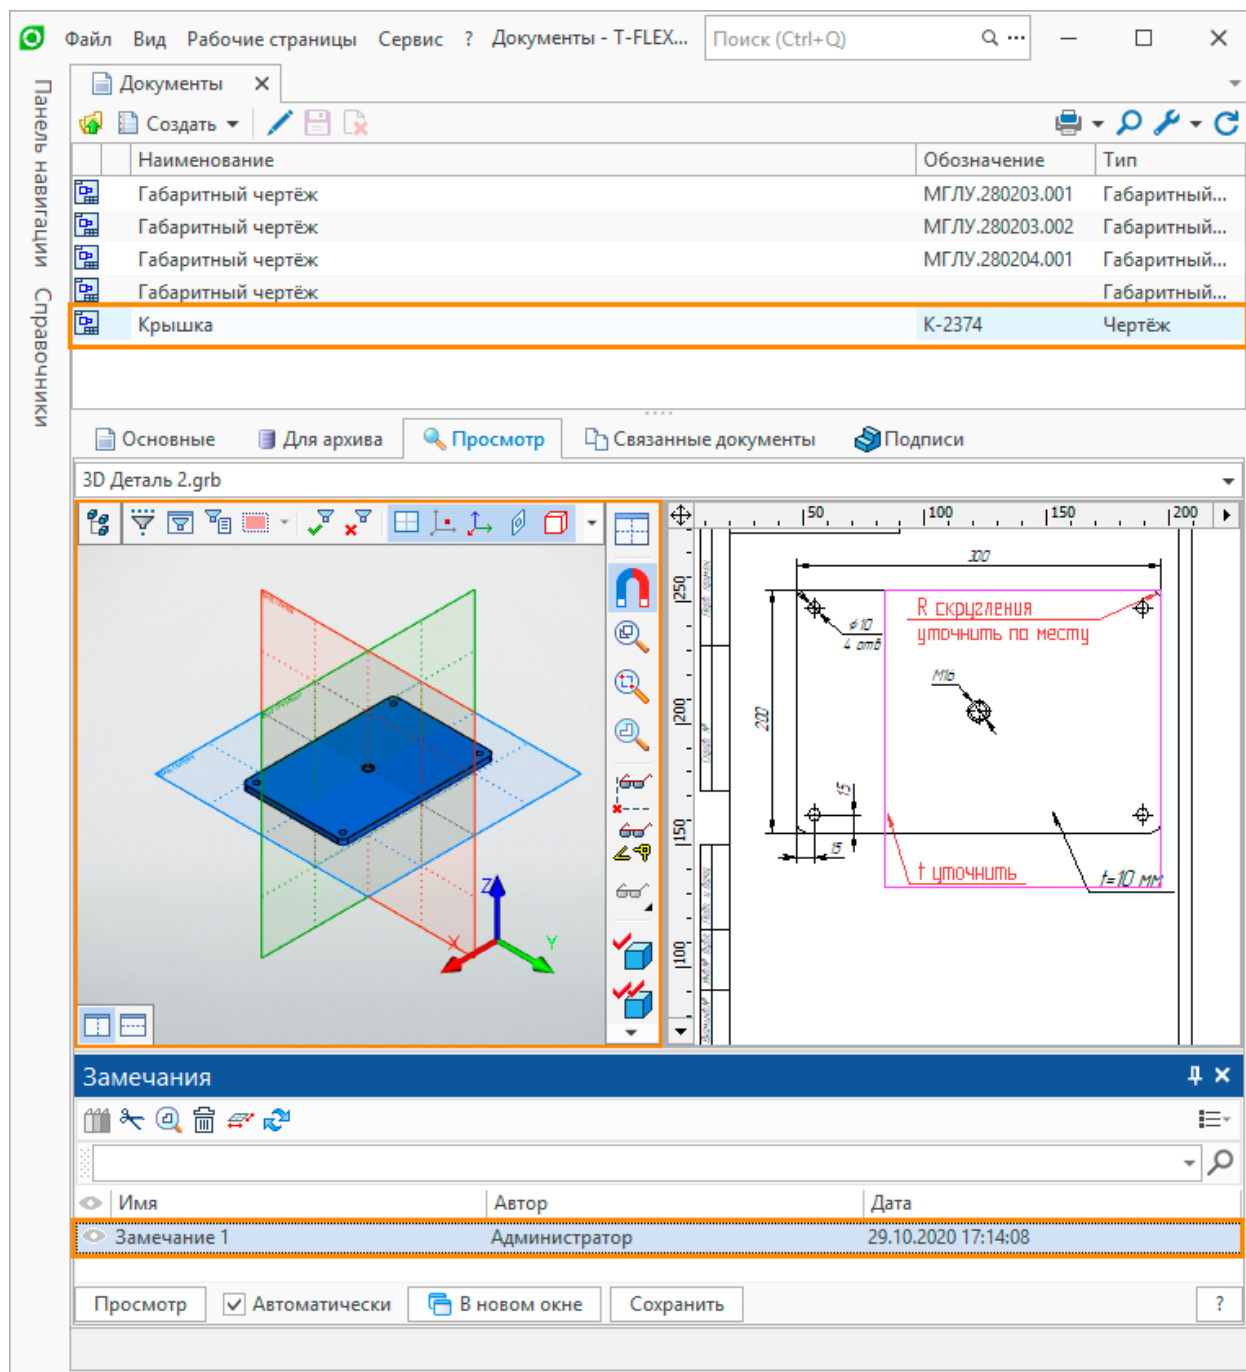 Файл Вид Рабочие страницы Сервис ? Документы - T-FLEX... Поиск (Ctrl+Q)
Панель навигации
Справочники
Документы
Создать
Наименование Обозначение Тип
Габаритный чертёж МГЛУ.280203.001 Габаритный...
Габаритный чертёж МГЛУ.280203.002 Габаритный...
Габаритный чертёж МГЛУ.280204.001 Габаритный...
Габаритный чертёж Габаритный...
Крышка К-2374 Чертёж
Основные Для архива Просмотр Связанные документы Подписи
3D Деталь 2.grb
50 100 150 200
250
200
150
100
300
R скругления
уточнить по месту
ø10
4 отв
M16
200
15
15
t уточнить
t=10 мм
Z
X
Y
Замечания
Имя Автор Дата
Замечание 1 Администратор 29.10.2020 17:14:08
Просмотр Автоматически В новом окне Сохранить ?